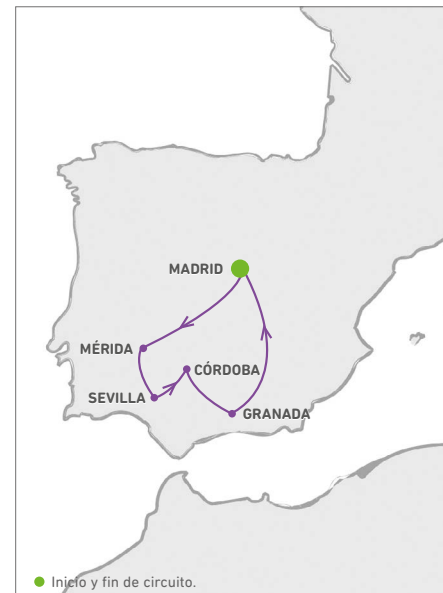 MADRID
MÉRIDA
CÓRDOBA
SEVILLA
GRANADA
Inicio y fin de circuito.